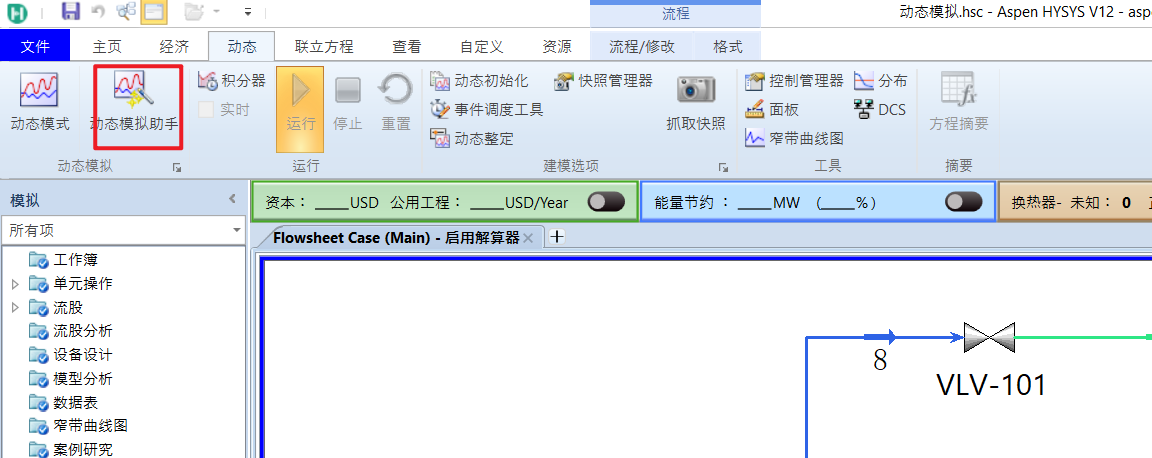 流程
动态模拟.hsc - Aspen HYSYS V12 - asp
文件 主页 经济 动态 联立方程 查看 自定义 资源 流程/修改 格式
动态模式
动态模拟助手
动态模拟
积分器
实时
运行
停止
重置
运行
动态初始化
事件调度工具
动态整定
快照管理器
抓取快照
建模选项
控制管理器
面板
窄带曲线图
分布
DCS
工具
方程摘要
摘要
模拟
所有项
工作簿
单元操作
流股
流股分析
设备设计
模型分析
数据表
窄带曲线图
案例研究
资本： ____USD 公用工程： ____USD/Year
能量节约 ： ____MW （____%）
换热器- 未知： 0
Flowsheet Case (Main) - 启用解算器
8
VLV-101